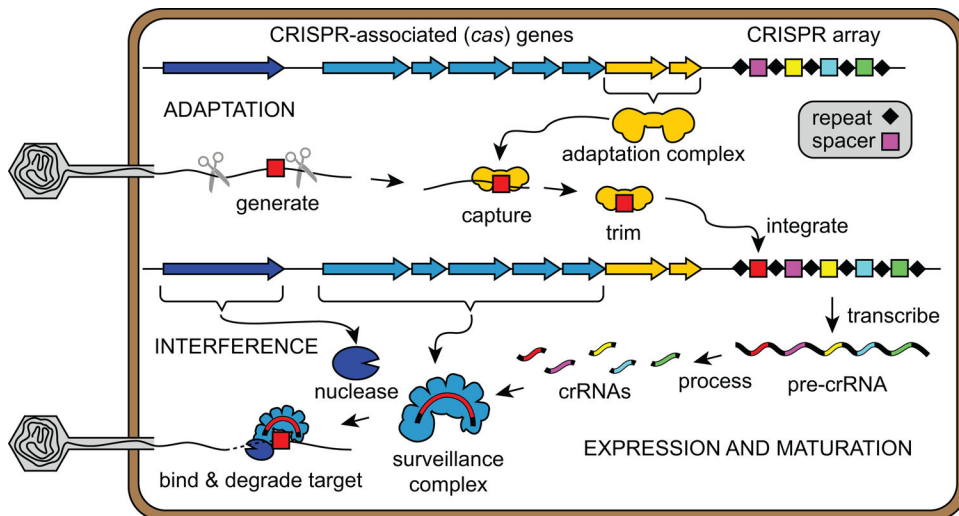 CRISPR-associated (cas) genes
CRISPR array
ADAPTATION
repeat
spacer
adaptation complex
generate
capture
trim
integrate
transcribe
INTERFERENCE
nuclease
crRNAs
process
pre-crRNA
surveillance
complex
EXPRESSION AND MATURATION
bind & degrade target